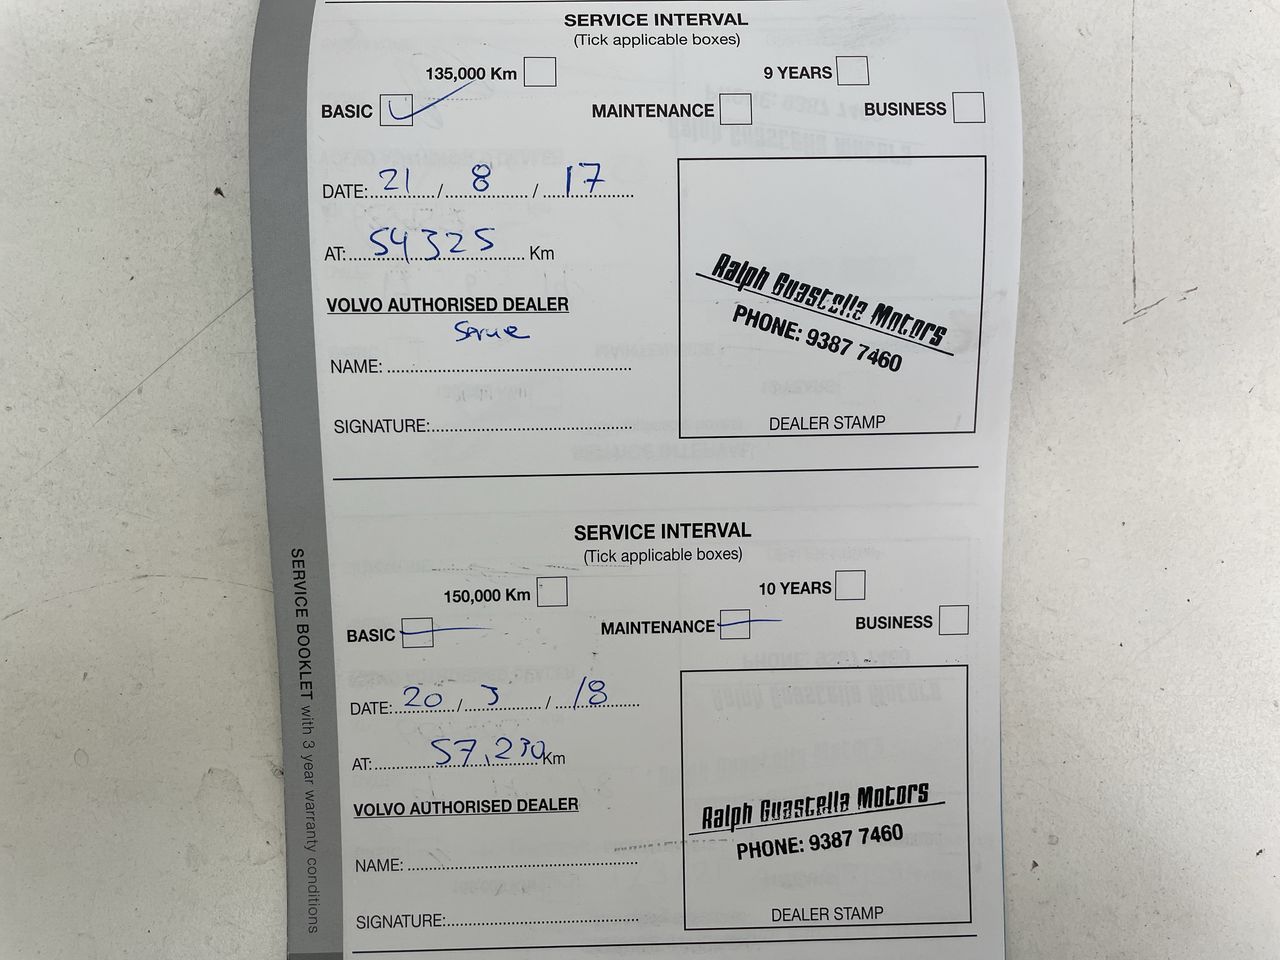 SERVICE INTERVAL
(Tick applicable boxes)
135,000 Km
9 YEARS
BASIC
MAINTENANCE
BUSINESS
DATE: 21 / 8 / 17
AT: 54325 Km
VOLVO AUTHORISED DEALER
NAME:
SIGNATURE:
Ralph Guastella Motors
PHONE: 9387 7460
DEALER STAMP
SERVICE INTERVAL
(Tick applicable boxes)
150,000 Km
10 YEARS
BASIC
MAINTENANCE
BUSINESS
DATE: 20 / 3 / 18
AT: 57,230 Km
VOLVO AUTHORISED DEALER
NAME:
SIGNATURE:
Ralph Guastella Motors
PHONE: 9387 7460
DEALER STAMP
SERVICE BOOKLET with 3 year warranty conditions